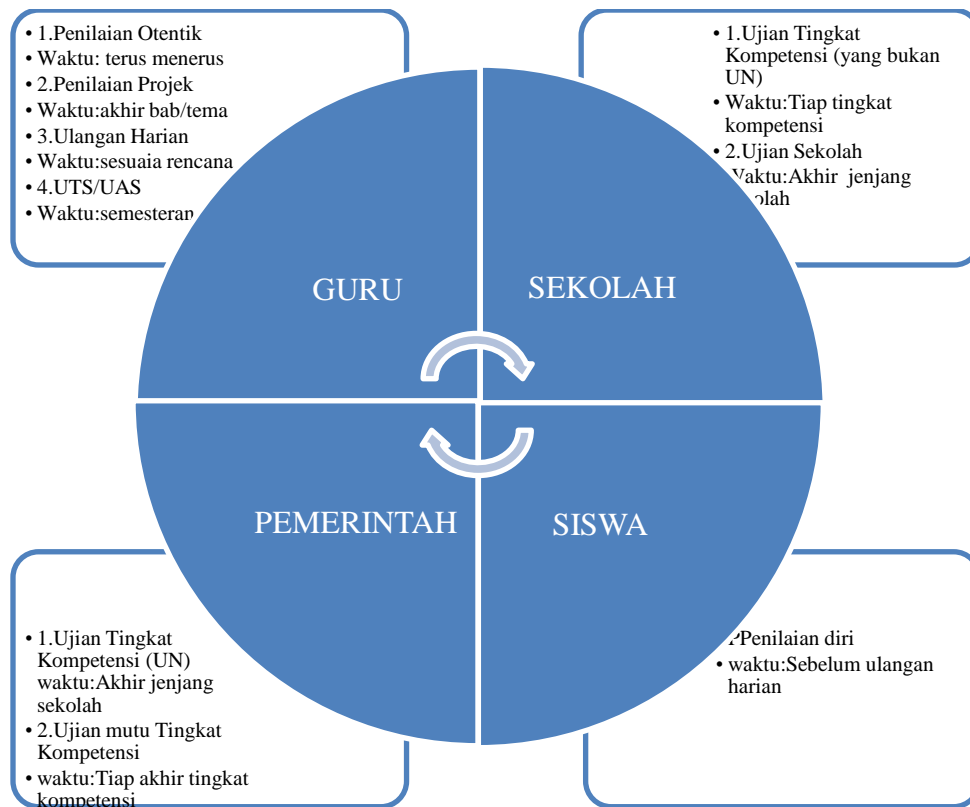 • 1.Penilaian Otentik
• Waktu: terus menerus
• 2.Penilaian Projek
• Waktu:akhir bab/tema
• 3.Ulangan Harian
• Waktu:sesuaia rencana
• 4.UTS/UAS
• Waktu:semesteran
• 1.Ujian Tingkat
Kompetensi (yang bukan
UN)
• Waktu:Tiap tingkat
kompetensi
• 2.Ujian Sekolah
Waktu:Akhir jenjang
sekolah
GURU
SEKOLAH
PEMERINTAH
SISWA
• 1.Ujian Tingkat
Kompetensi (UN)
waktu:Akhir jenjang
sekolah
• 2.Ujian mutu Tingkat
Kompetensi
• waktu:Tiap akhir tingkat
kompetensi
• PPenilaian diri
• waktu:Sebelum ulangan
harian